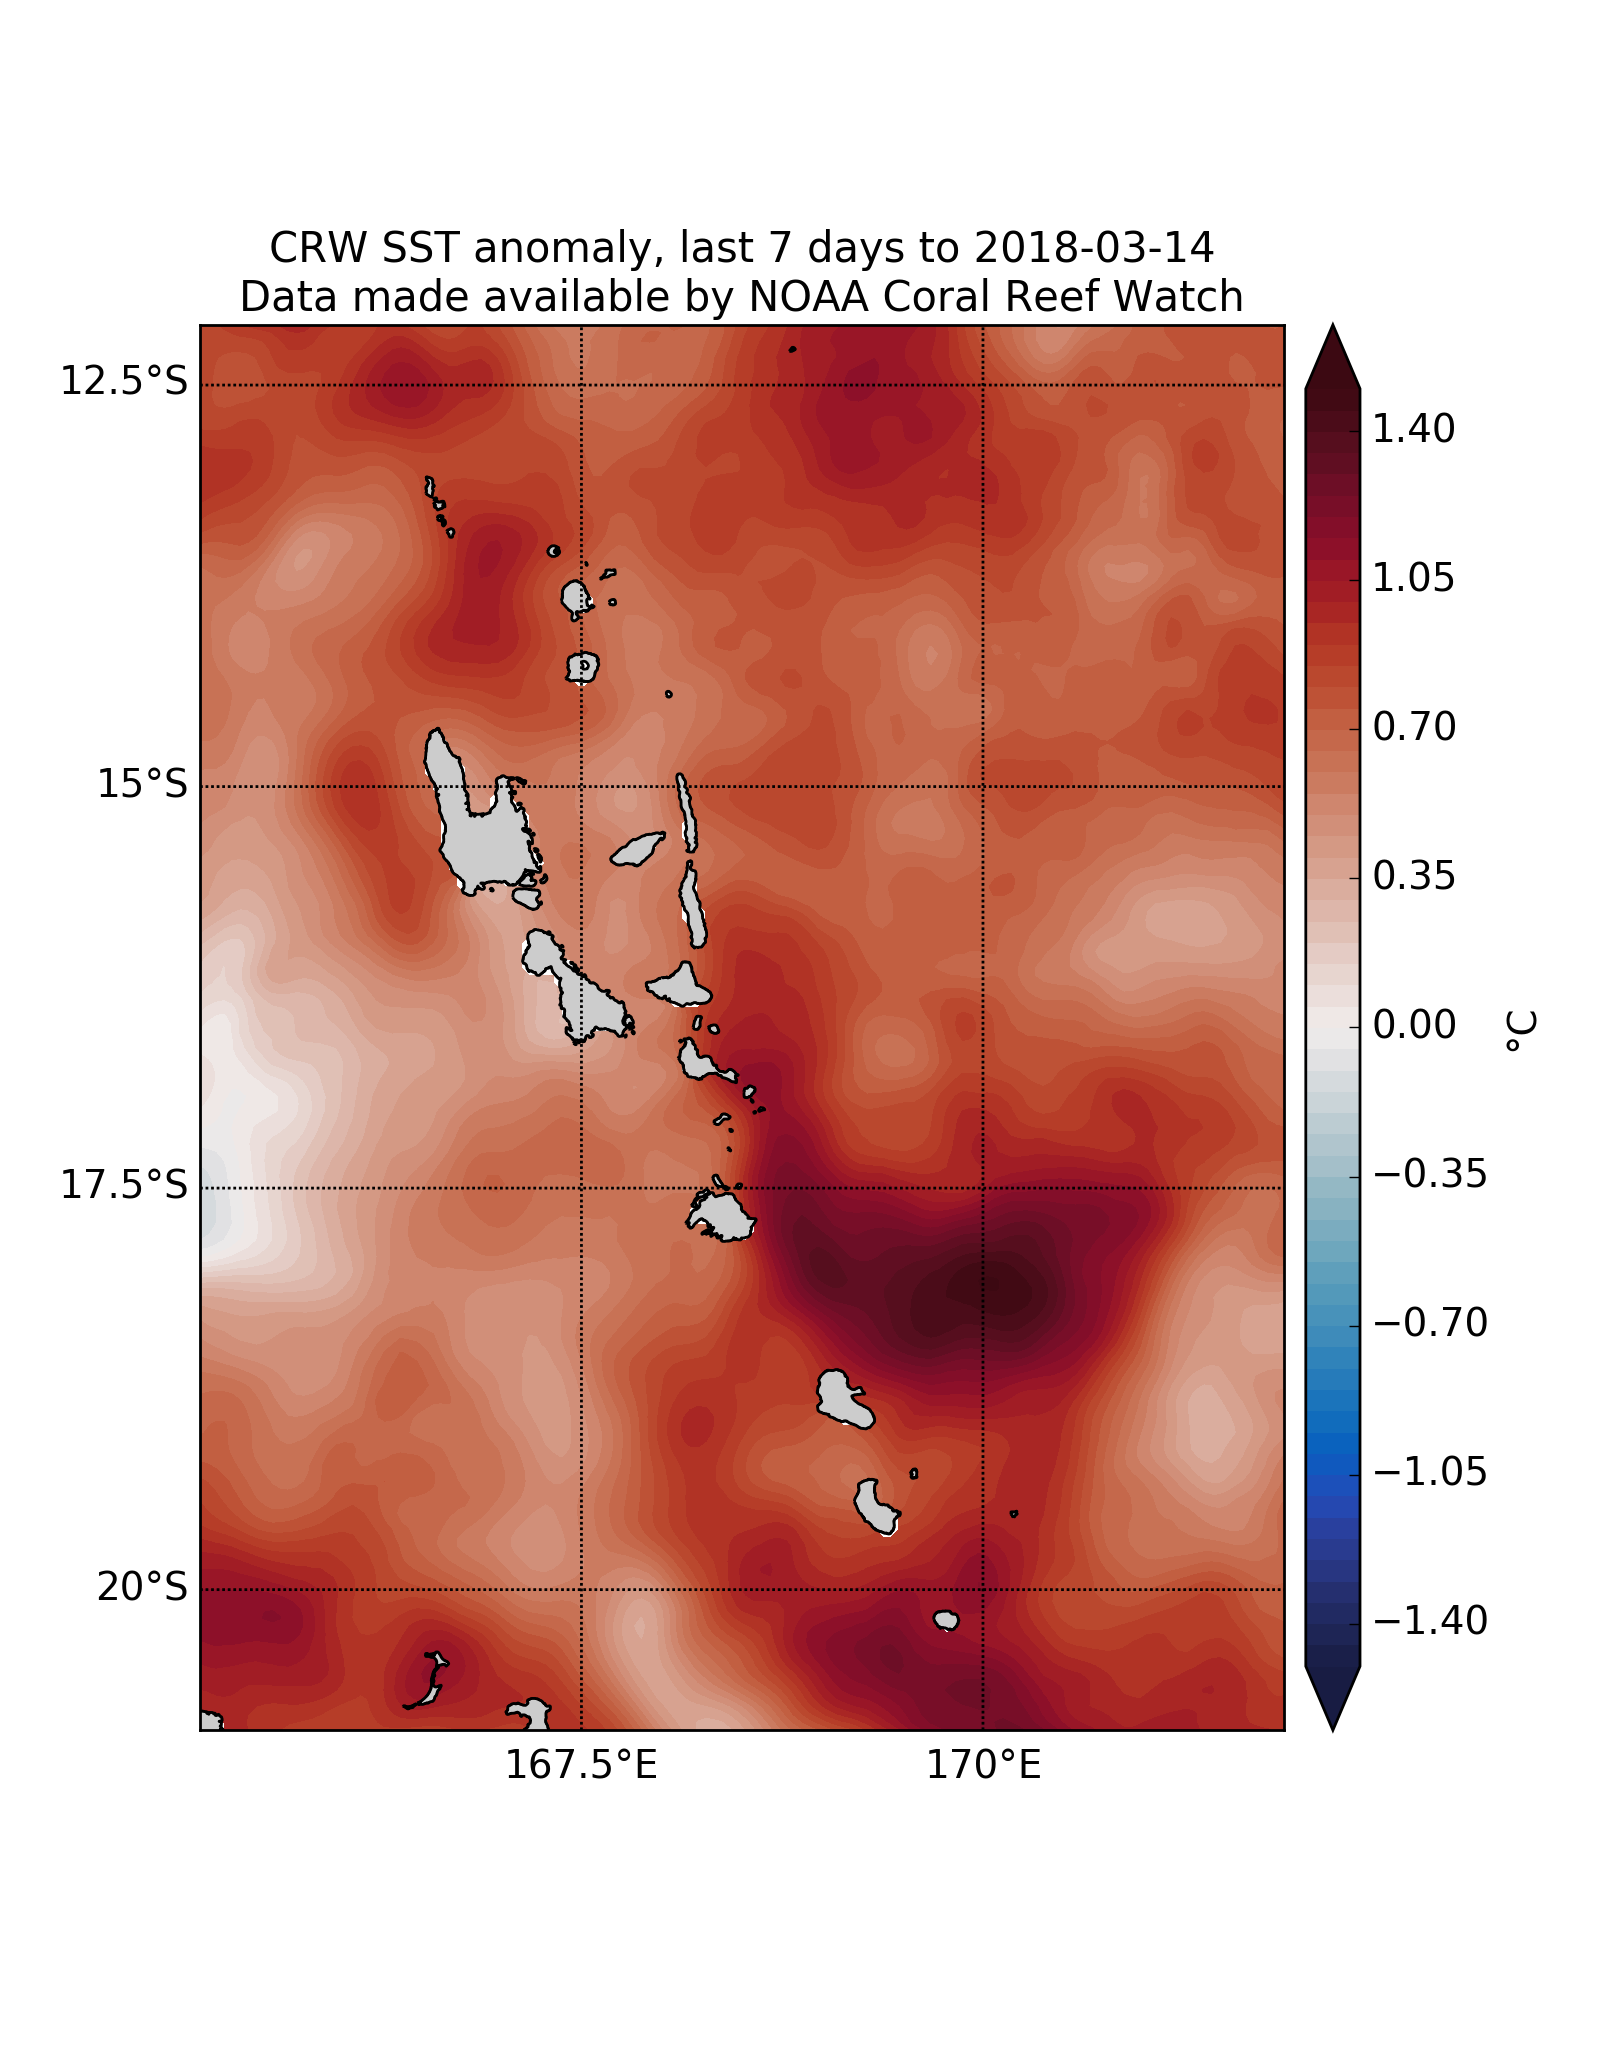 CRW SST anomaly, last 7 days to 2018-03-14
Data made available by NOAA Coral Reef Watch
12.5°S
15°S
17.5°S
20°S
167.5°E
170°E
1.40
1.05
0.70
0.35
0.00
−0.35
−0.70
−1.05
−1.40
°C